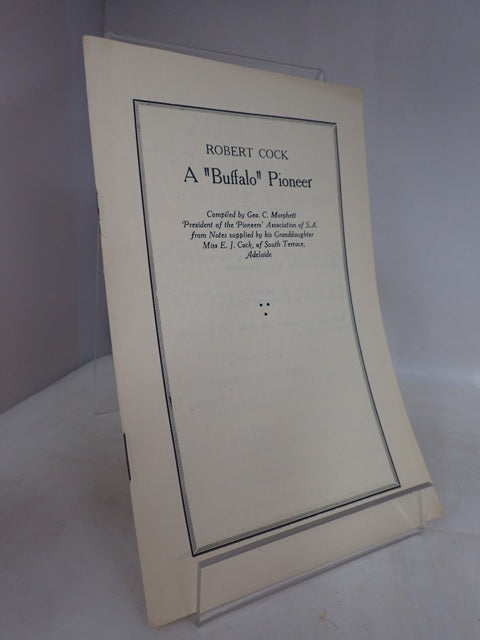 ROBERT COCK
A "Buffalo" Pioneer
Compiled by Geo. C. Morphett
President of the Pioneers' Association of S.A.
from Notes supplied by his Granddaughter
Miss E. J. Cock, of South Terrace,
Adelaide